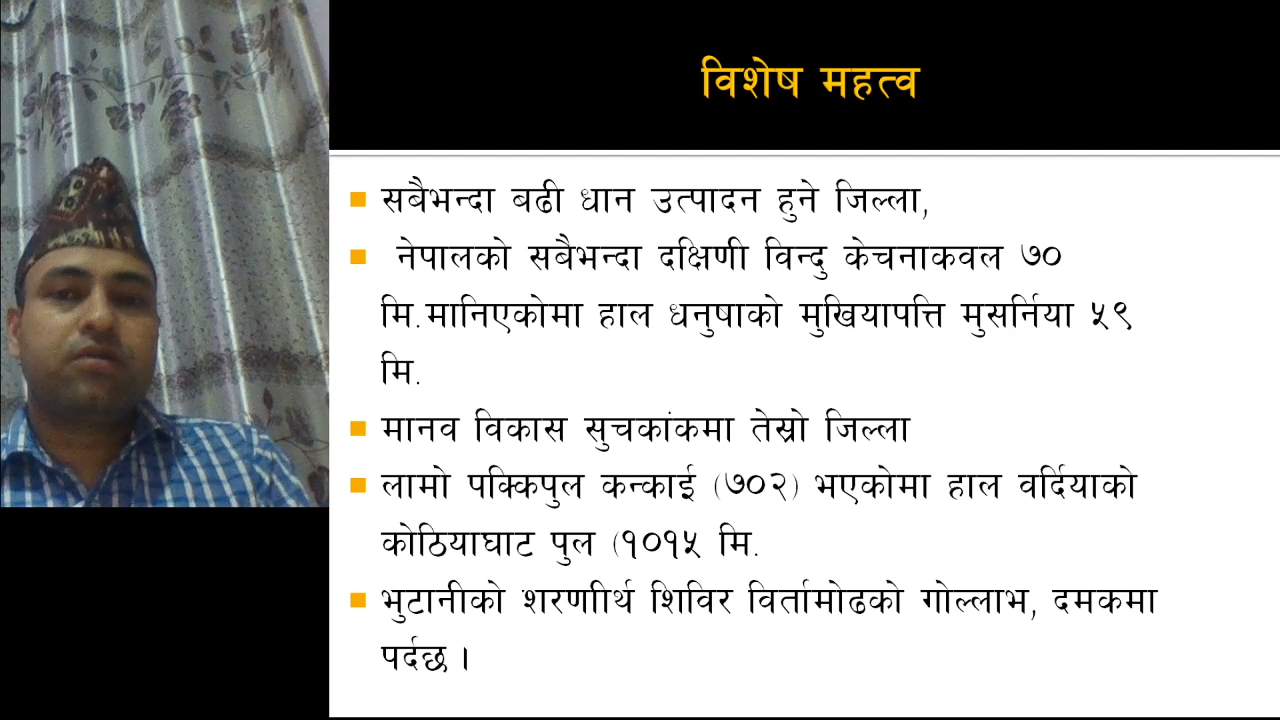 विशेष महत्व
सबैभन्दा बढी धान उत्पादन हुने जिल्ला,
नेपालको सबैभन्दा दक्षिणी विन्दु केचनाकवल ७०
मि.मानिएकोमा हाल धनुषाको मुखियापत्ति मुसर्निया ५९
मि.
मानव विकास सुचकांकमा तेस्रो जिल्ला
लामो पक्किपुल कन्काई (७०२) भएकोमा हाल वर्दियाको
कोठियाघाट पुल (१०१५ मि.
भुटानीको शरणाीर्थ शिविर विर्तामोढको गोल्लाभ, दमकमा
पर्दछ ।